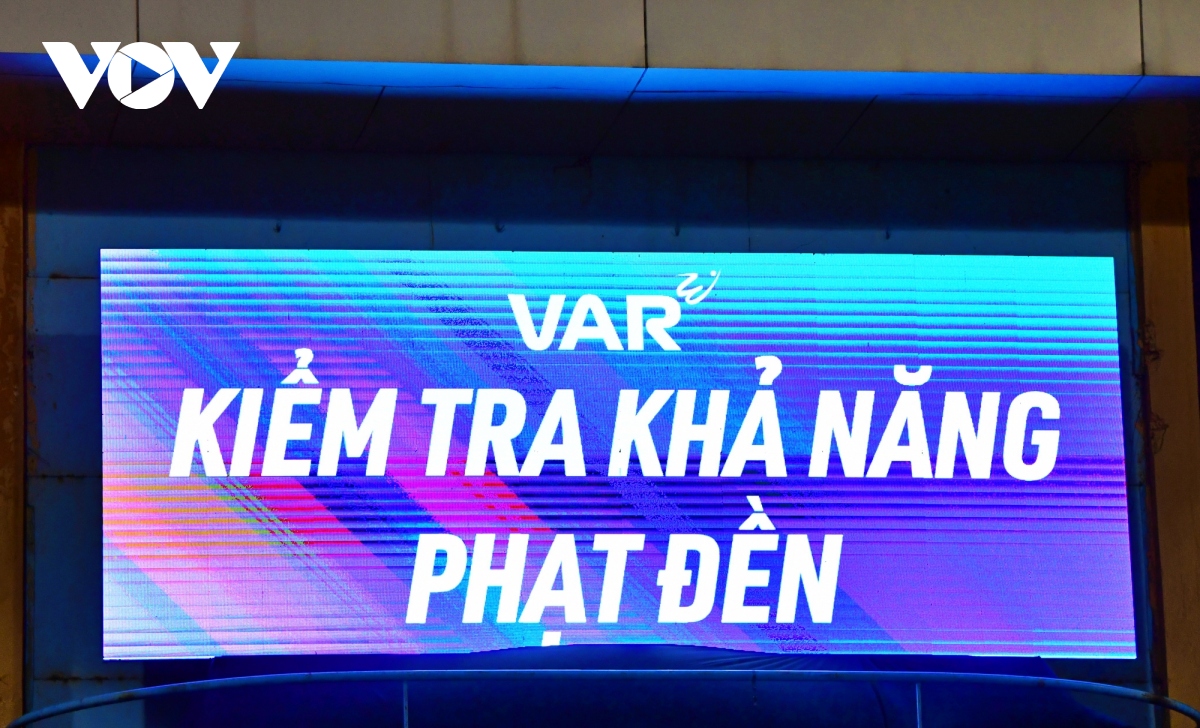 VOV
VAR
KIỂM TRA KHẢ NĂNG
PHẠT ĐỀN